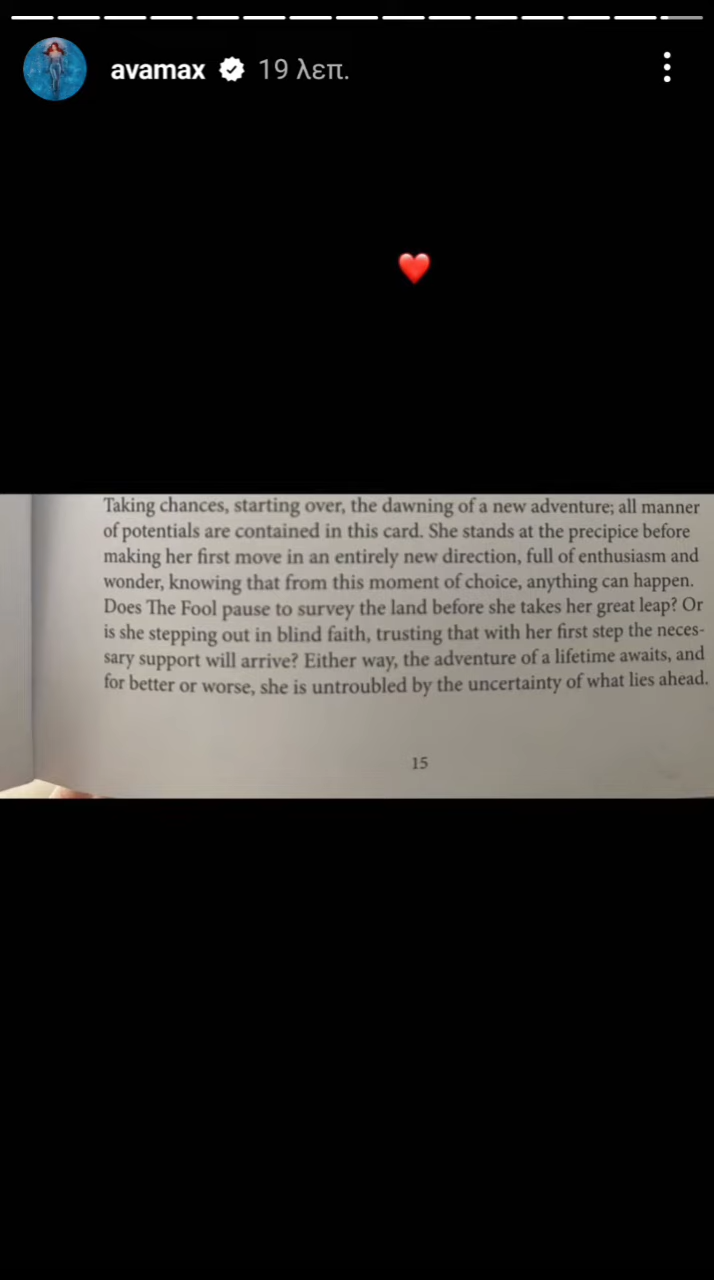 avamax 19 λεπ.
Taking chances, starting over, the dawning of a new adventure; all manner
of potentials are contained in this card. She stands at the precipice before
making her first move in an entirely new direction, full of enthusiasm and
wonder, knowing that from this moment of choice, anything can happen.
Does The Fool pause to survey the land before she takes her great leap? Or
is she stepping out in blind faith, trusting that with her first step the neces-
sary support will arrive? Either way, the adventure of a lifetime awaits, and
for better or worse, she is untroubled by the uncertainty of what lies ahead.
15